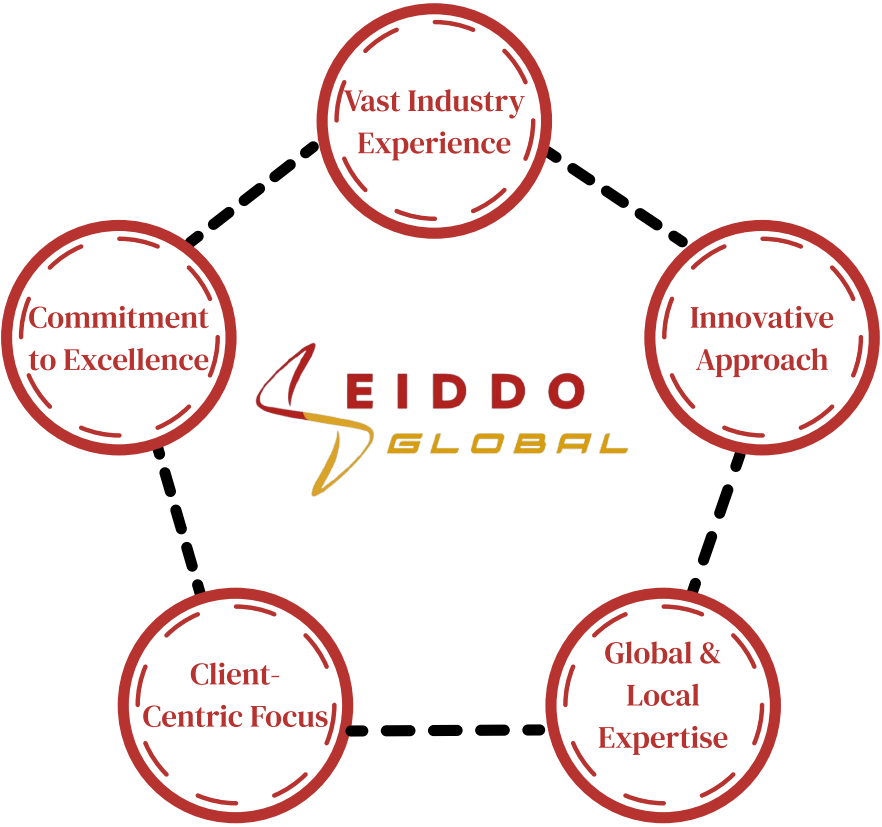 Vast Industry
Experience
Commitment
to Excellence
Innovative
Approach
EIDDO
GLOBAL
Client-
Centric Focus
Global &
Local
Expertise